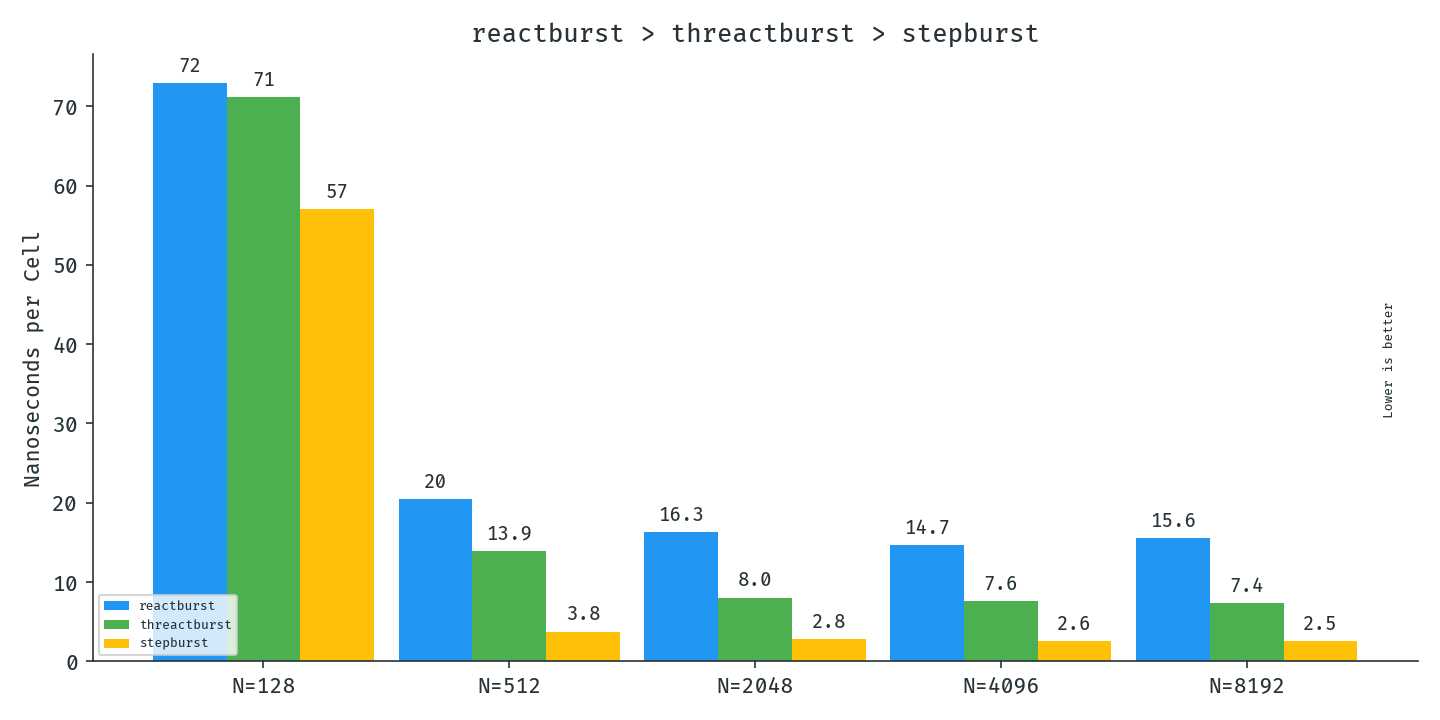 reactburst > threactburst > stepburst
Nanoseconds per Cell
70
60
50
40
30
20
10
0
72
71
57
20
13.9
3.8
16.3
8.0
2.8
14.7
7.6
2.6
15.6
7.4
2.5
Lower is better
reactburst
threactburst
stepburst
N=128
N=512
N=2048
N=4096
N=8192